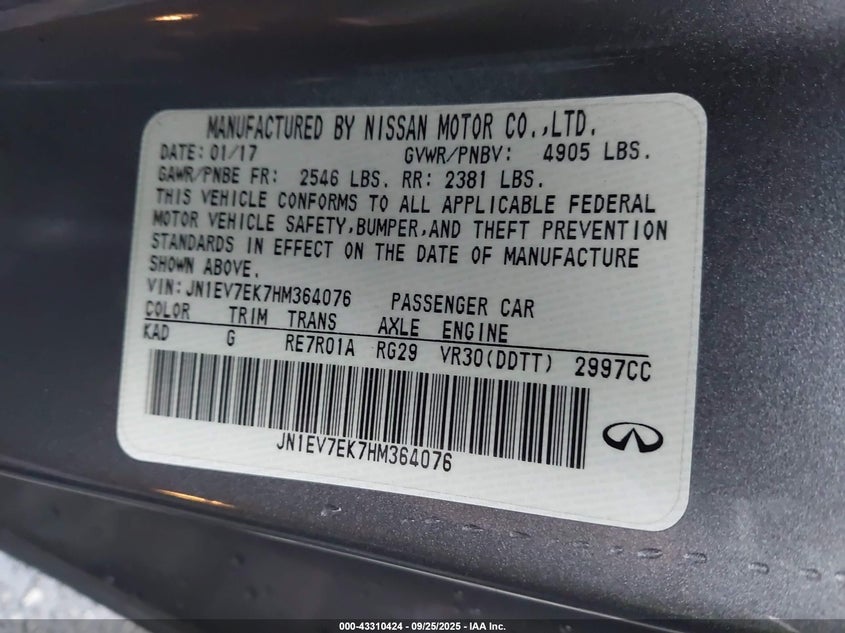 MANUFACTURED BY NISSAN MOTOR CO.,LTD.
DATE: 01/17 GVWR/PNBV: 4905 LBS.
GAWR/PNBE FR: 2546 LBS. RR: 2381 LBS.
THIS VEHICLE CONFORMS TO ALL APPLICABLE FEDERAL
MOTOR VEHICLE SAFETY,BUMPER,AND THEFT PREVENTION
STANDARDS IN EFFECT ON THE DATE OF MANUFACTURE
SHOWN ABOVE.
VIN:JN1EV7EK7HM364076 PASSENGER CAR
COLOR TRIM TRANS AXLE ENGINE
KAD G RE7R01A RG29 VR30(DDTT) 2997CC
JN1EV7EK7HM364076
000-43310424 - 09/25/2025 - IAA Inc.